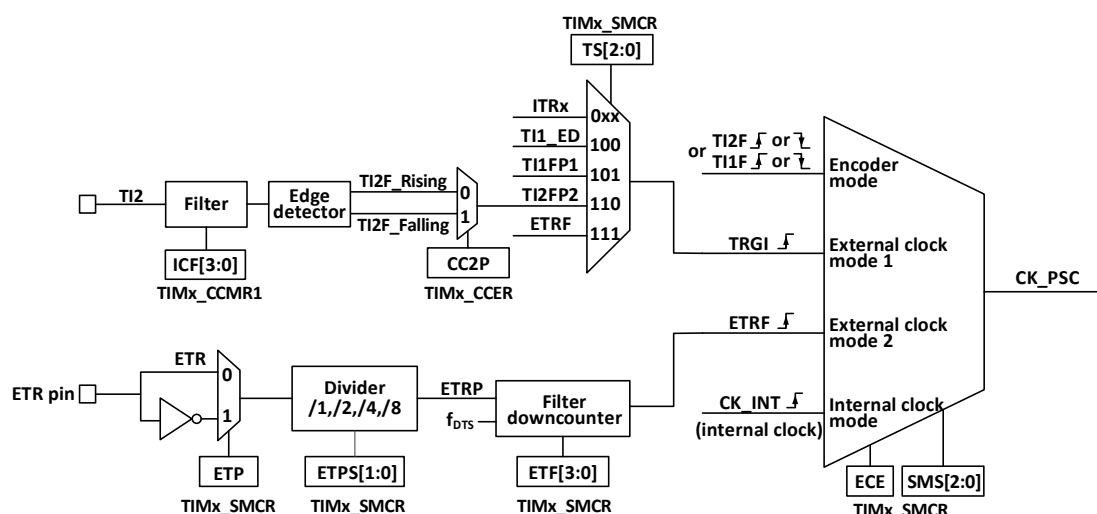 TIMx_SMCR
TS[2:0]
ITRx
0xx
TI1_ED
100
TI1FP1
101
TI2
Filter
Edge
detector
TI2F_Rising
TI2F_Falling
0
1
TI2FP2
110
ETRF
111
ICF[3:0]
TIMx_CCMR1
CC2P
TIMx_CCER
or TI2F or
TI1F or
Encoder
mode
TRGI
External clock
mode 1
CK_PSC
ETRF
External clock
mode 2
CK_INT
(internal clock)
Internal clock
mode
ECE
SMS[2:0]
TIMx_SMCR
ETR pin
ETR
0
1
Divider
/1,/2,/4,/8
ETRP
fDTS
Filter
downcounter
ETP
TIMx_SMCR
ETPS[1:0]
TIMx_SMCR
ETF[3:0]
TIMx_SMCR